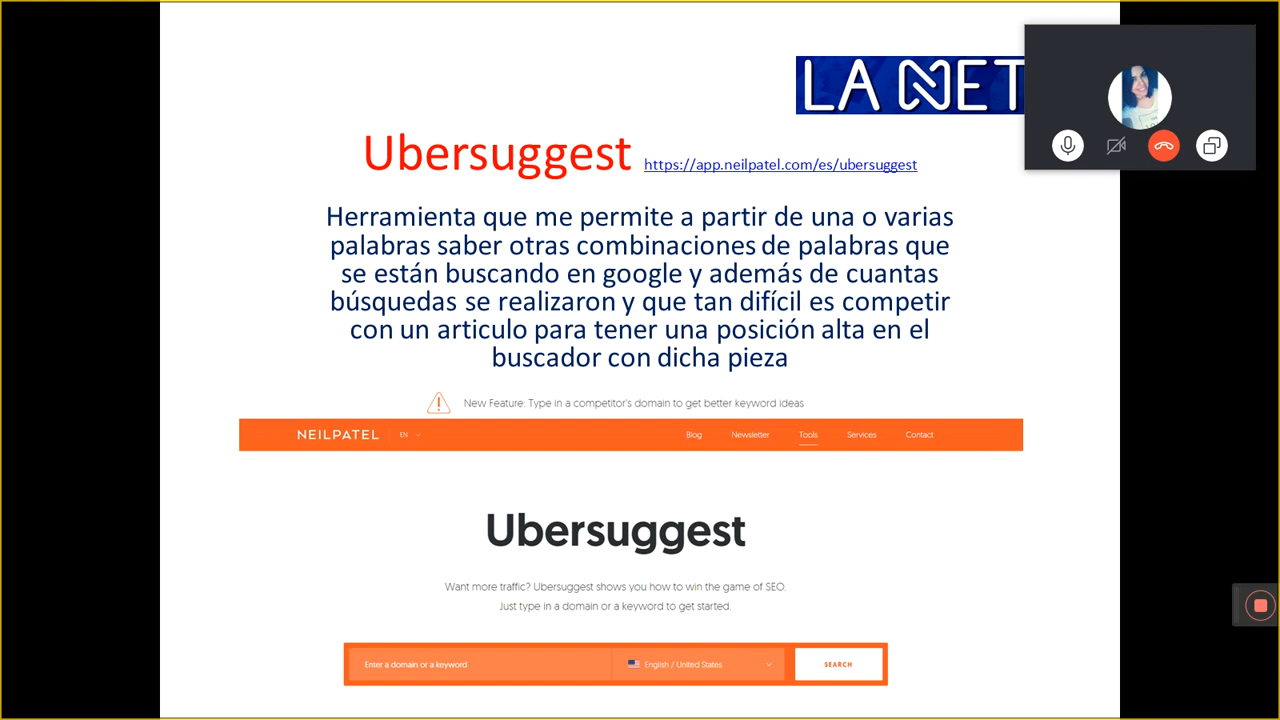 LA NET
Ubersuggest https://app.neilpatel.com/es/ubersuggest
Herramienta que me permite a partir de una o varias
palabras saber otras combinaciones de palabras que
se están buscando en google y además de cuantas
búsquedas se realizaron y que tan difícil es competir
con un articulo para tener una posición alta en el
buscador con dicha pieza
New Feature: Type in a competitor's domain to get better keyword ideas
NEILPATEL EN Blog Newsletter Tools Services Contact
Ubersuggest
Want more traffic? Ubersuggest shows you how to win the game of SEO.
Just type in a domain or a keyword to get started.
Enter a domain or a keyword English / United States SEARCH